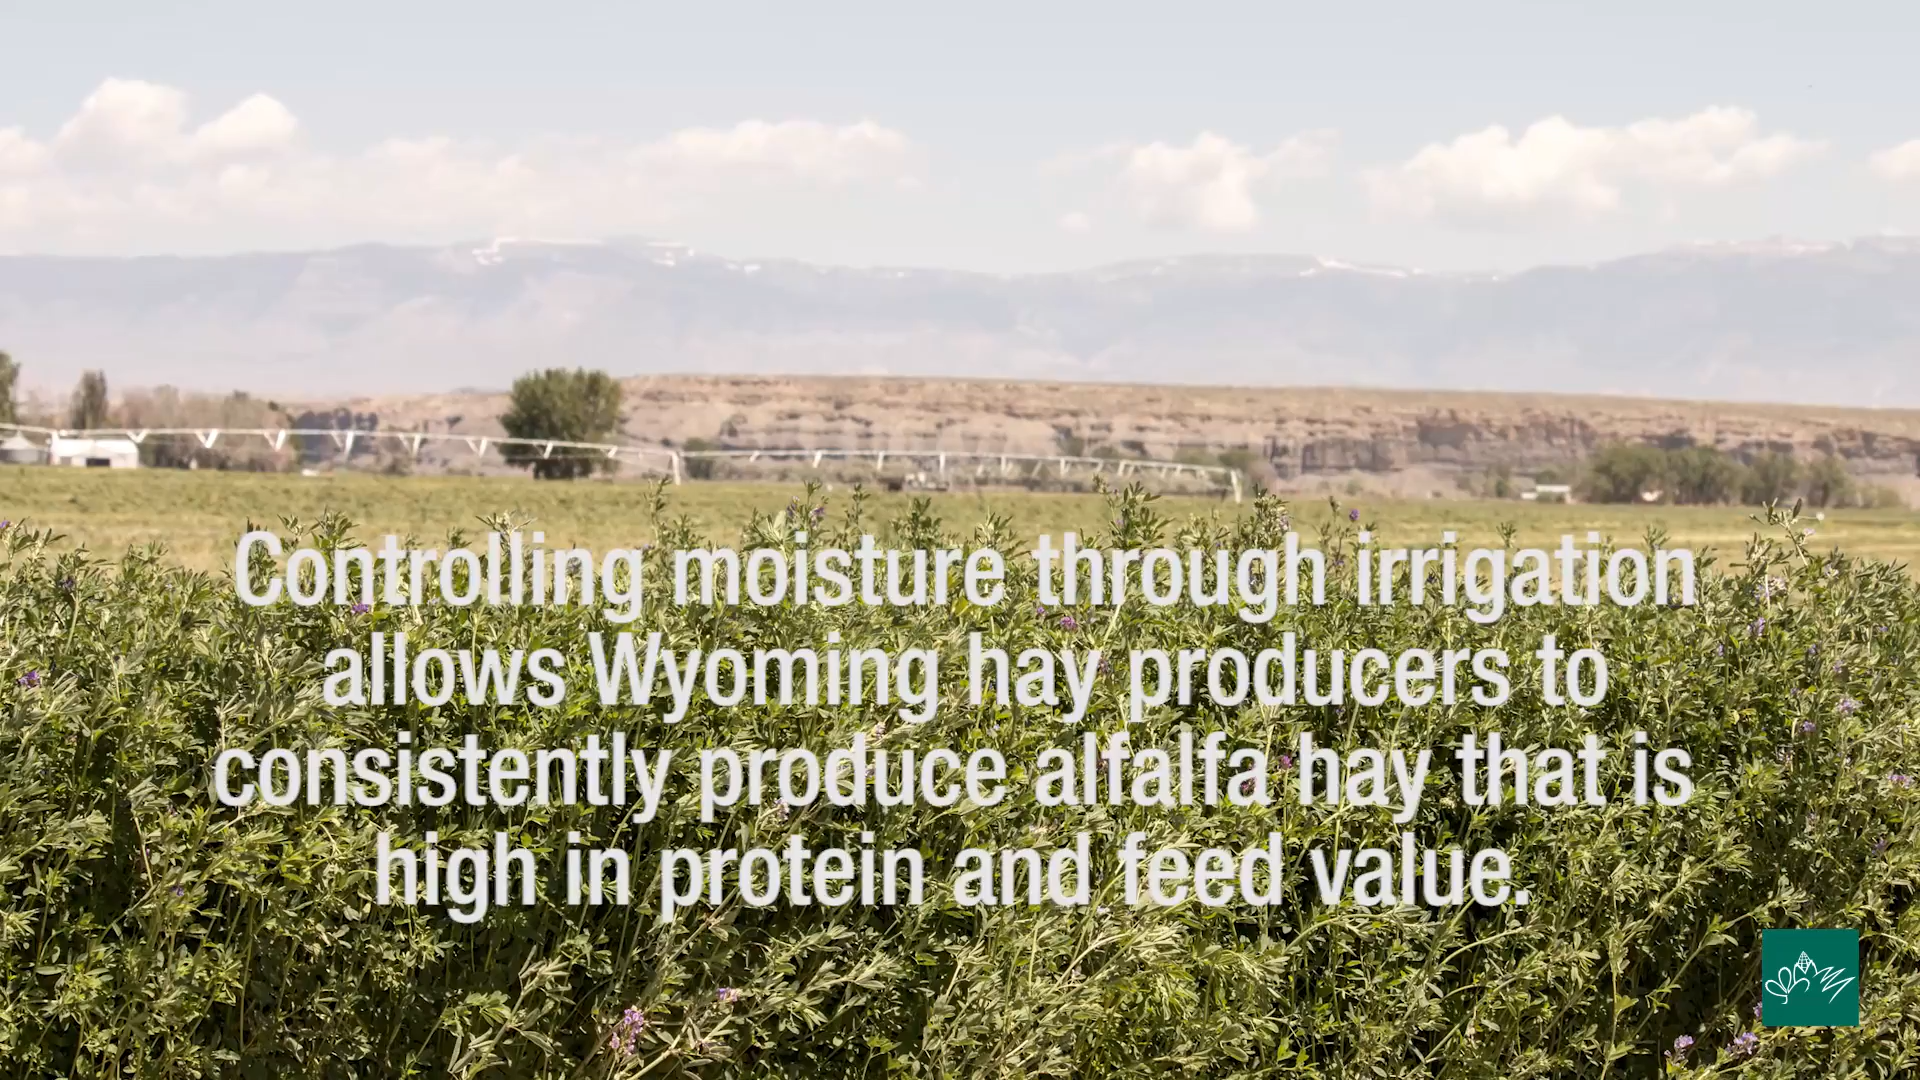 Controlling moisture through irrigation
allows Wyoming hay producers to
consistently produce alfalfa hay that is
high in protein and feed value.